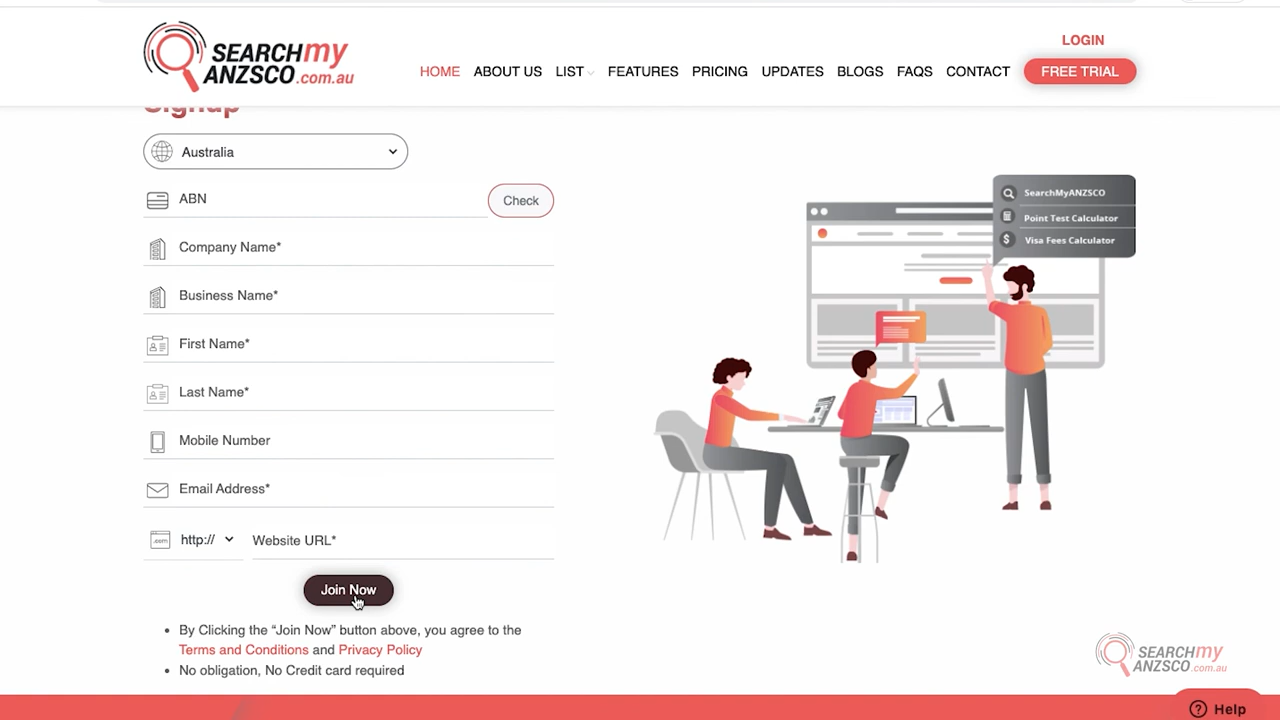 SEARCHmy
ANZSCO.com.au
LOGIN
HOME ABOUT US LIST FEATURES PRICING UPDATES BLOGS FAQS CONTACT FREE TRIAL
Signup
Australia
ABN Check
Company Name*
Business Name*
First Name*
Last Name*
Mobile Number
Email Address*
.com http:// Website URL*
Join Now
• By Clicking the “Join Now” button above, you agree to the
Terms and Conditions and Privacy Policy
• No obligation, No Credit card required
SearchMyANZSCO
Point Test Calculator
$ Visa Fees Calculator
SEARCHmy
ANZSCO.com.au
? Help